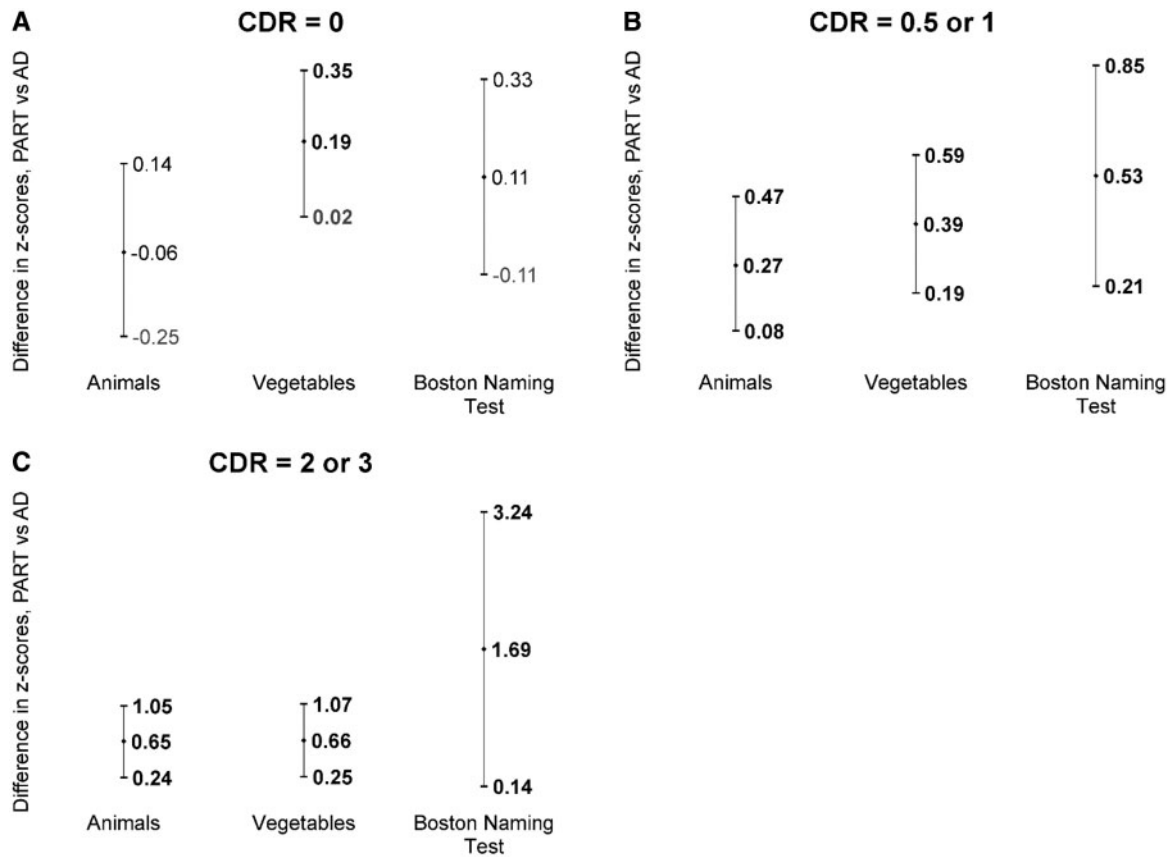 A
CDR = 0
Difference in z-scores, PART vs AD
0.14
-0.06
-0.25
0.35
0.19
0.02
0.33
0.11
-0.11
Animals
Vegetables
Boston Naming
Test
B
CDR = 0.5 or 1
Difference in z-scores, PART vs AD
0.47
0.27
0.08
0.59
0.39
0.19
0.85
0.53
0.21
Animals
Vegetables
Boston Naming
Test
C
CDR = 2 or 3
Difference in z-scores, PART vs AD
1.05
0.65
0.24
1.07
0.66
0.25
3.24
1.69
0.14
Animals
Vegetables
Boston Naming
Test